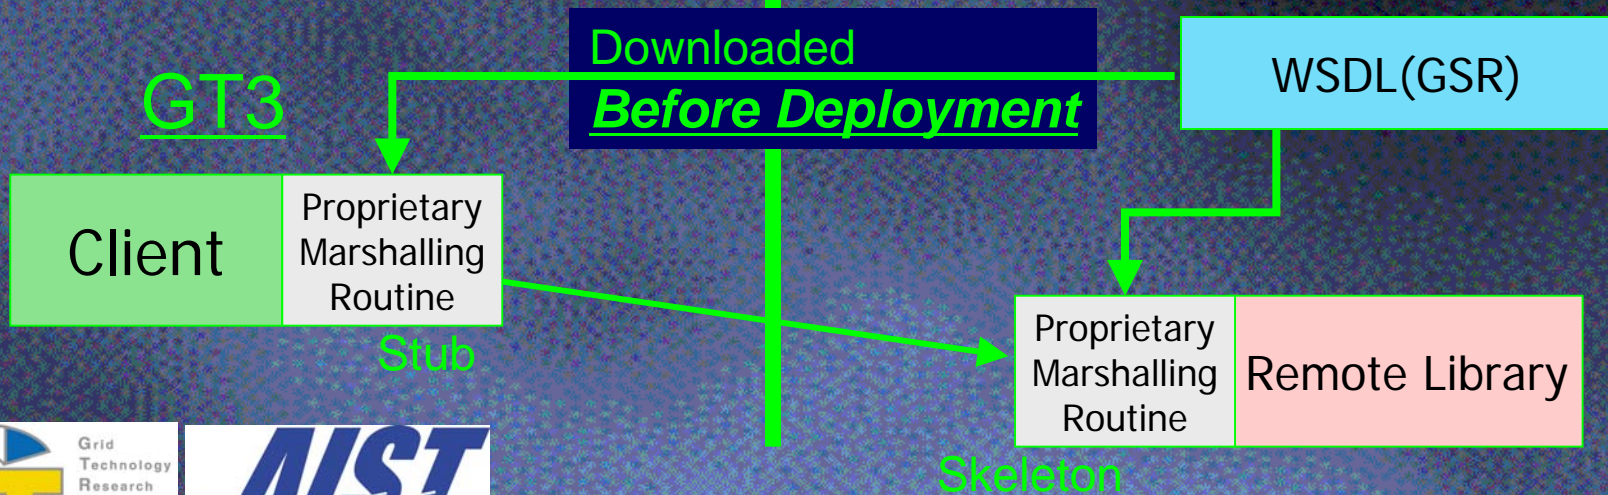 Downloaded
Before Deployment
WSDL(GSR)
GT3
Client
Proprietary
Marshalling
Routine
Stub
Proprietary
Marshalling
Routine
Remote Library
Skeleton
Grid
Technology
Research
AIST